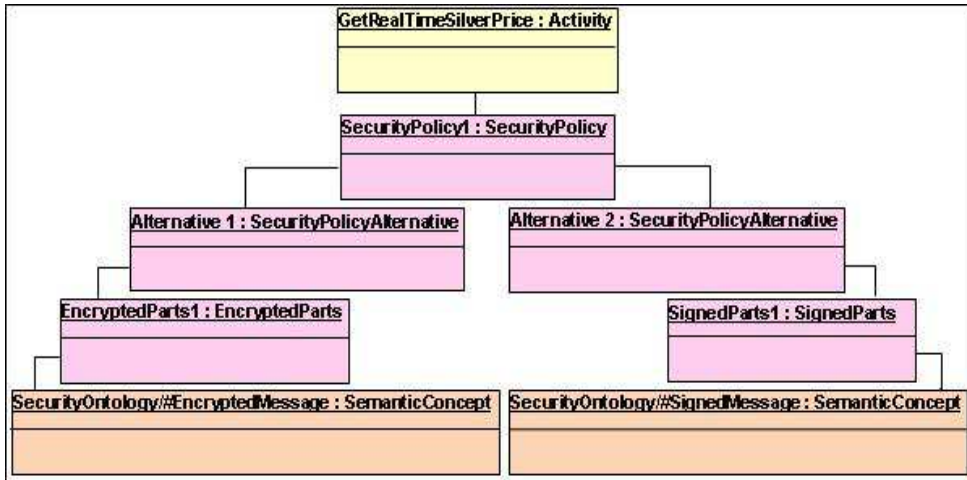 GetRealTimeSilverPrice : Activity
SecurityPolicy1 : SecurityPolicy
Alternative 1 : SecurityPolicyAlternative
Alternative 2 : SecurityPolicyAlternative
EncryptedParts1 : EncryptedParts
SignedParts1 : SignedParts
SecurityOntology/#EncryptedMessage : SemanticConcept
SecurityOntology/#SignedMessage : SemanticConcept